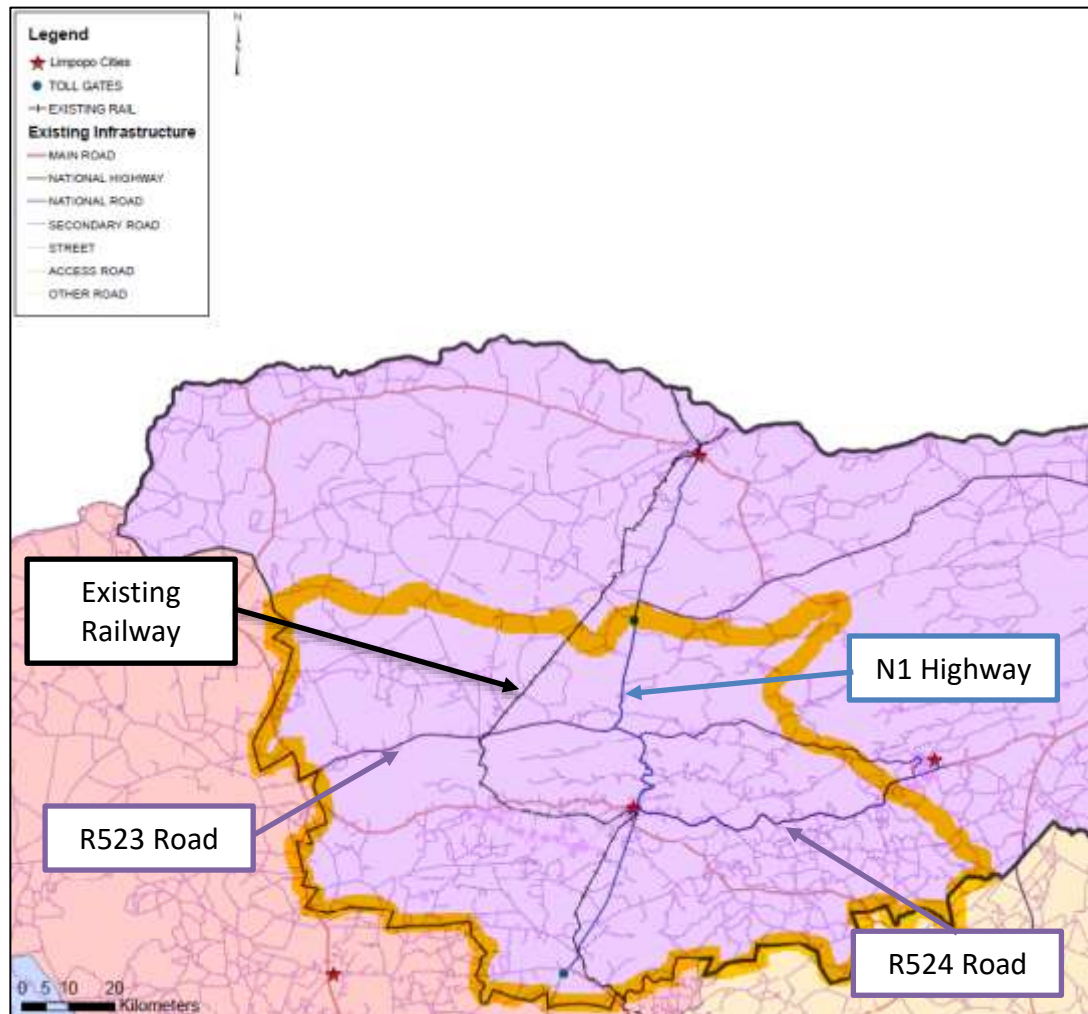 N
Legend
Limpopo Cities
TOLL GATES
EXISTING RAIL
Existing Infrastructure
MAIN ROAD
NATIONAL HIGHWAY
NATIONAL ROAD
SECONDARY ROAD
STREET
ACCESS ROAD
OTHER ROAD
Existing
Railway
N1 Highway
R523 Road
R524 Road
0 5 10 20
Kilometers